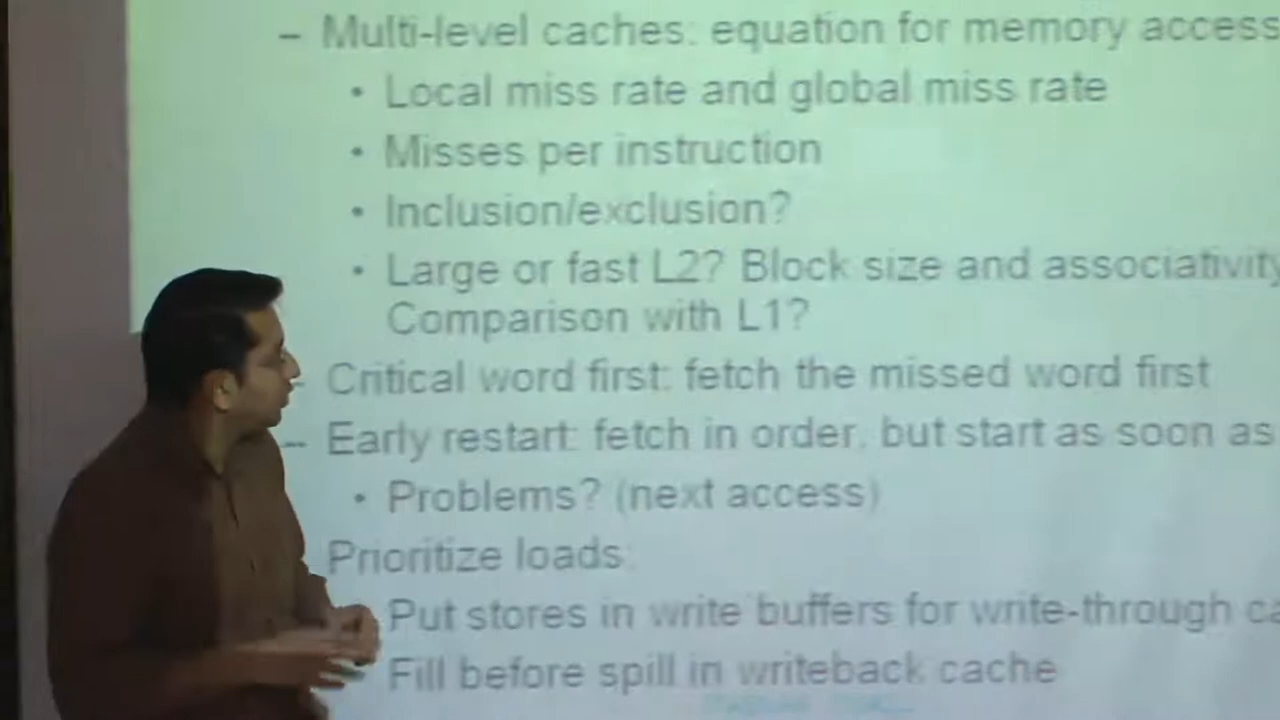 – Multi-level caches: equation for memory access
• Local miss rate and global miss rate
• Misses per instruction
• Inclusion/exclusion?
• Large or fast L2? Block size and associativity
Comparison with L1?
– Critical word first: fetch the missed word first
– Early restart: fetch in order, but start as soon as
• Problems? (next access)
Prioritize loads:
Put stores in write buffers for write-through ca
Fill before spill in writeback cache